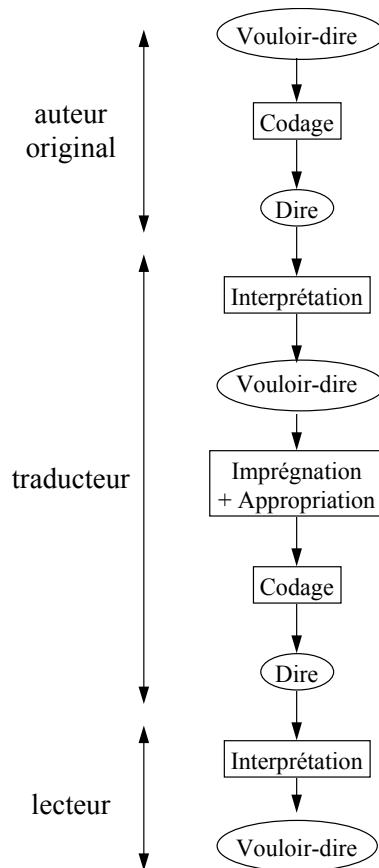 Vouloir-dire
auteur
original
Codage
Dire
Interprétation
Vouloir-dire
traducteur
Imprégnation
+ Appropriation
Codage
Dire
Interprétation
lecteur
Vouloir-dire